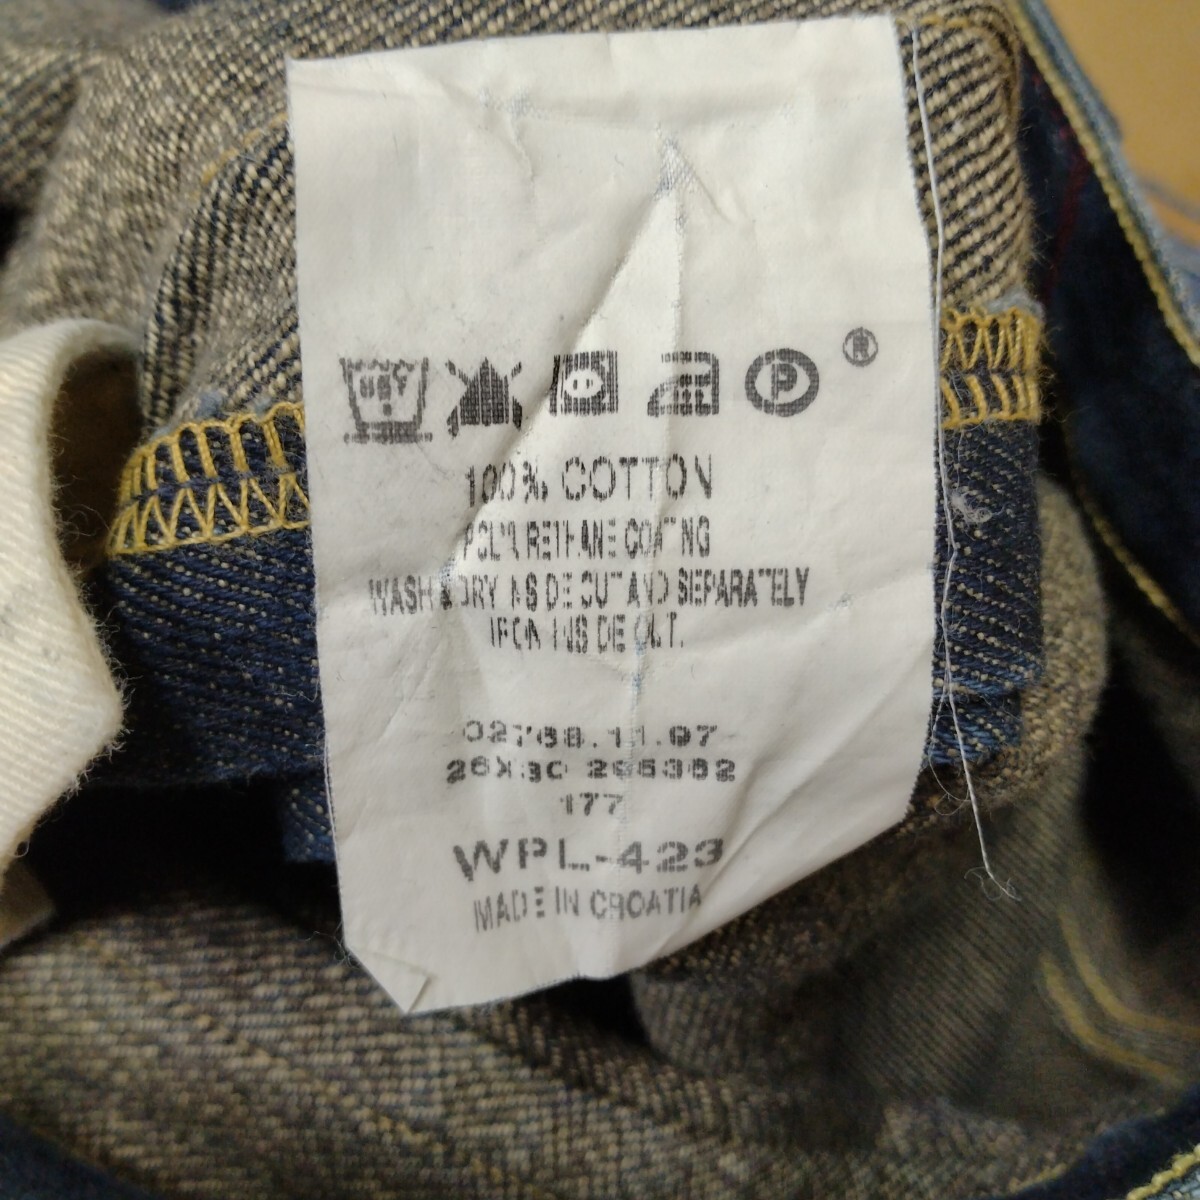 P ®
100% COTTON
POLYURETHANE COATING
WASH & DRY INSIDE OUT AND SEPARATELY
IRON INSIDE OUT.
02768.11.07
26X30
177
WPL-423
MADE IN CROATIA